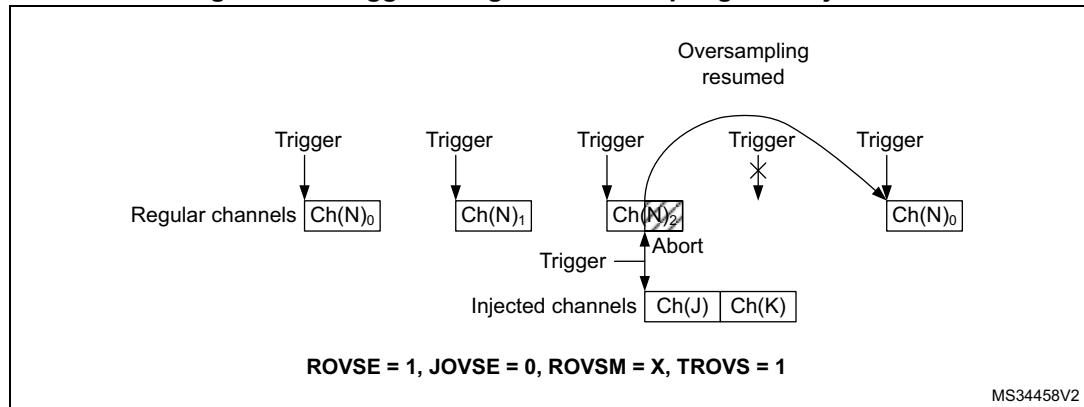 Oversampling
resumed
Trigger Trigger Trigger Trigger Trigger
Regular channels Ch(N)0 Ch(N)1 Ch(N)2 Ch(N)0
Abort
Trigger
Injected channels Ch(J) Ch(K)
ROVSE = 1, JOVSE = 0, ROVSM = X, TROVS = 1
MS34458V2